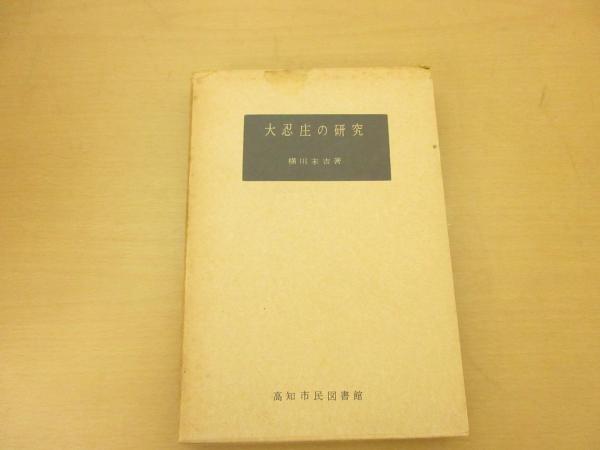 大忍庄の研究
横川末吉著
高知市民図書館